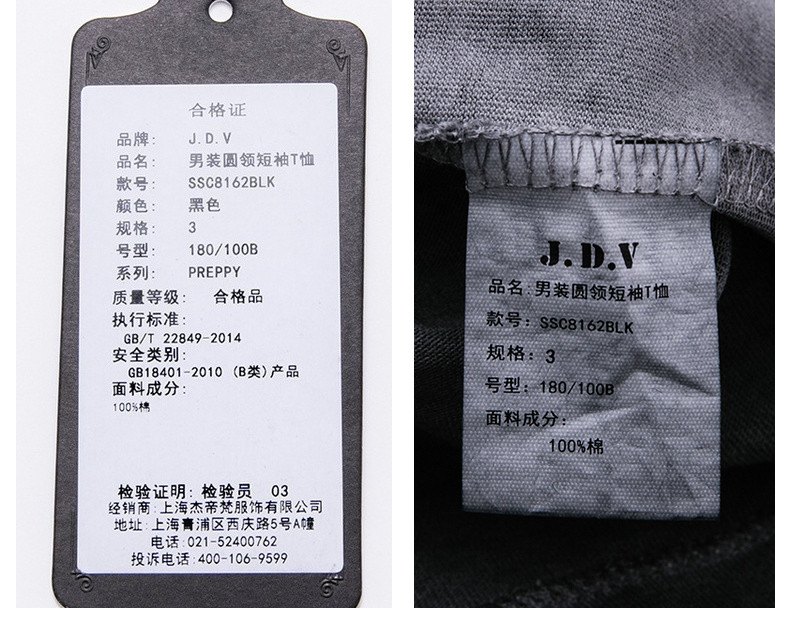 合格证
品牌: J.D.V
品名: 男装圆领短袖T恤
款号: SSC8162BLK
颜色: 黑色
规格: 3
号型: 180/100B
系列: PREPPY
质量等级: 合格品
执行标准:
GB/T 22849-2014
安全类别:
GB18401-2010 (B类)产品
面料成分:
100%棉
检验证明: 检验员 03
经销商:上海杰帝梵服饰有限公司
地址:上海青浦区西庆路5号A幢
电话:021-52400762
投诉电话:400-106-9599
J.D.V
品名:男装圆领短袖T恤
款号: SSC8162BLK
规格: 3
号型: 180/100B
面料成分:
100%棉